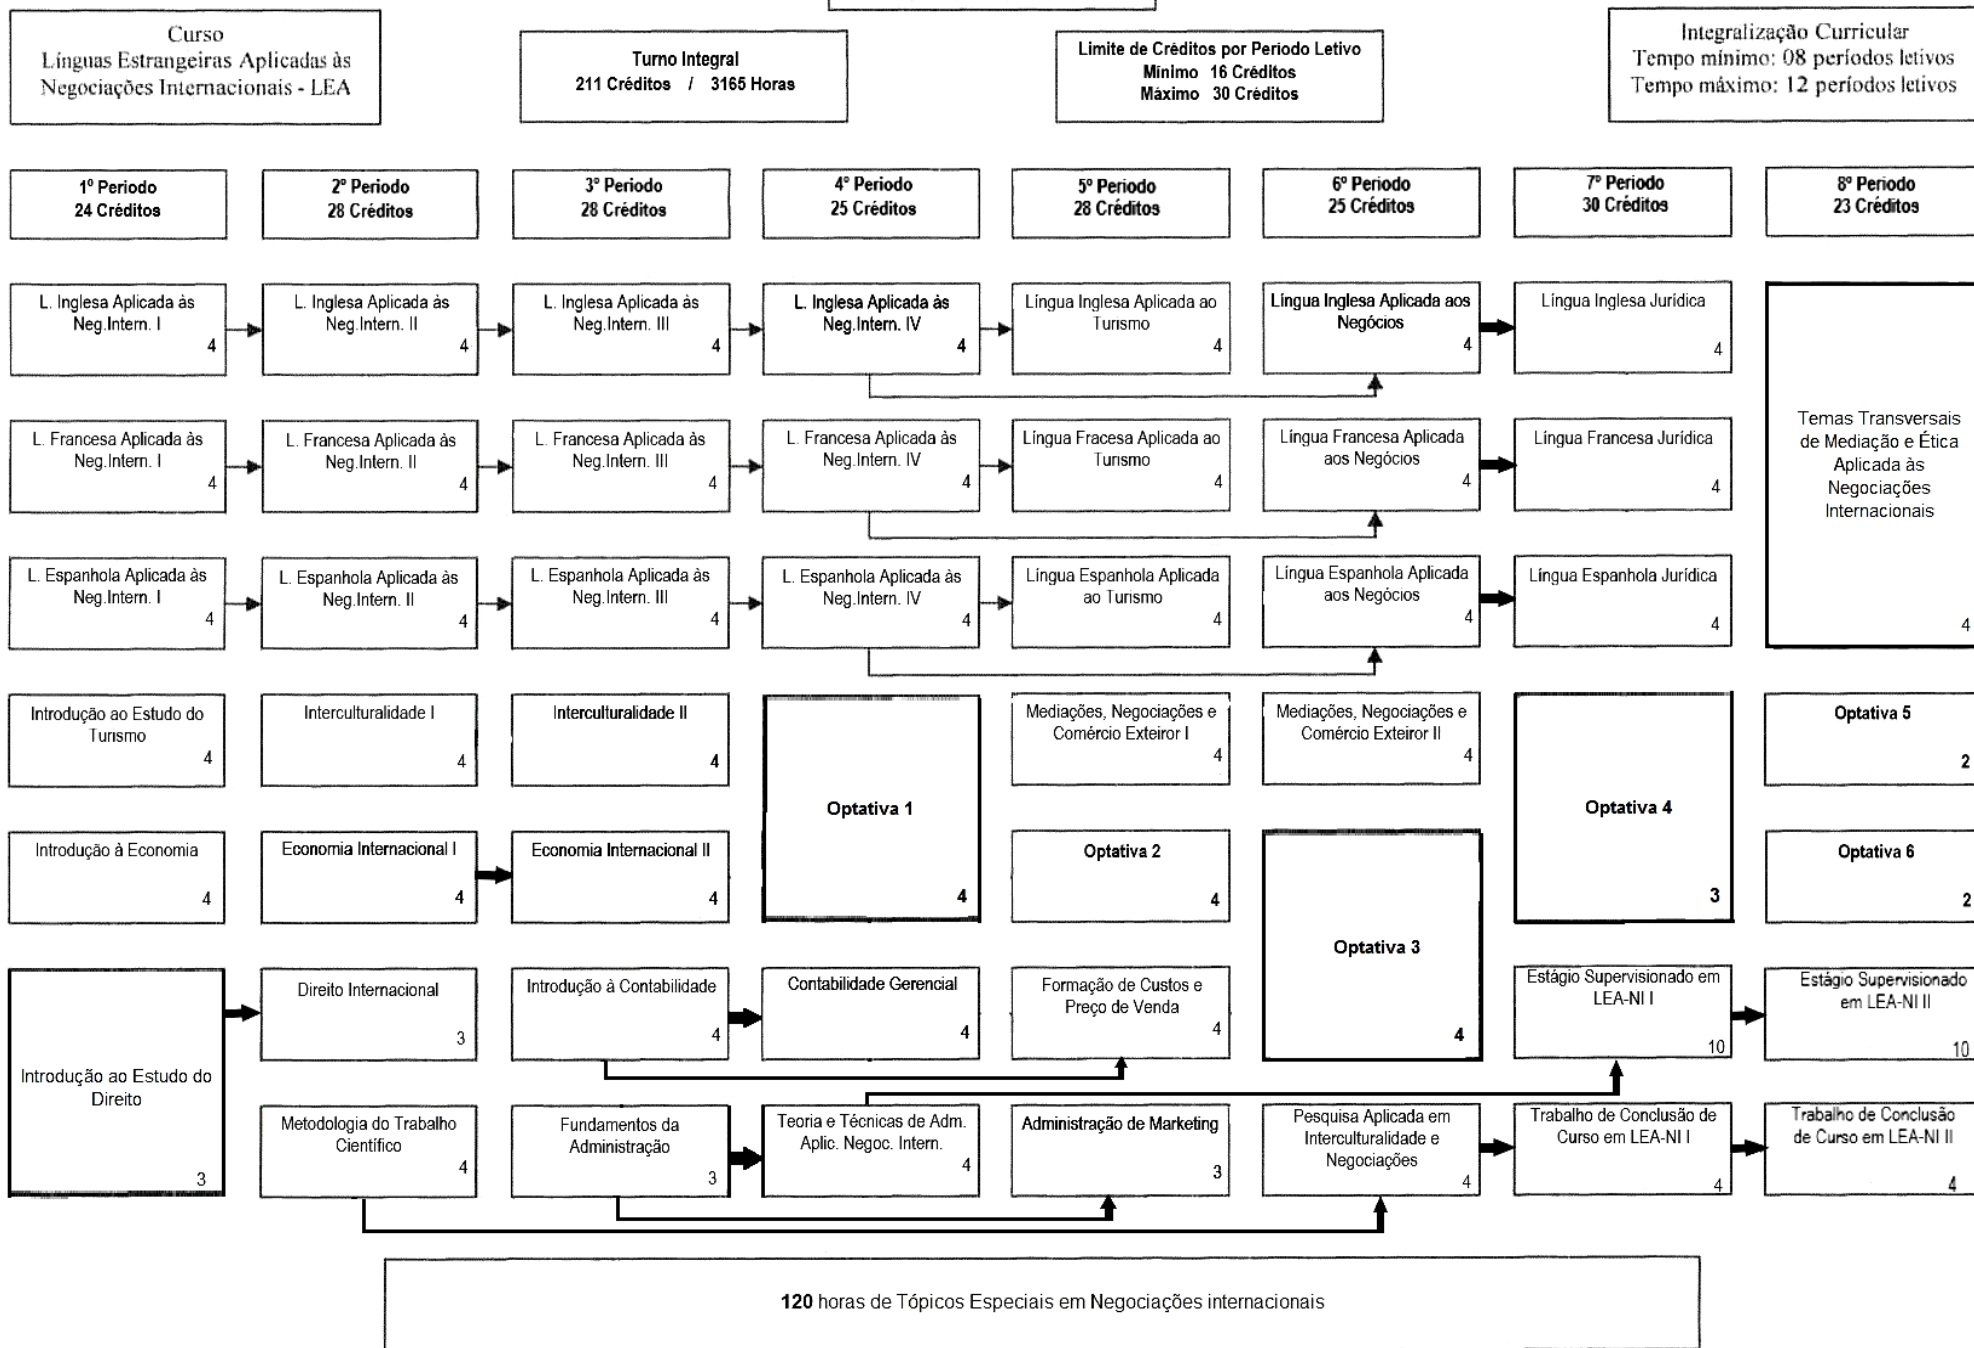 Curso
Línguas Estrangeiras Aplicadas às
Negociações Internacionais - LEA
Turno Integral
211 Créditos / 3165 Horas
Limite de Créditos por Período Letivo
Mínimo 16 Créditos
Máximo 30 Créditos
Integralização Curricular
Tempo mínimo: 08 períodos letivos
Tempo máximo: 12 períodos letivos
1º Periodo
24 Créditos
2º Periodo
28 Créditos
3º Periodo
28 Créditos
4º Periodo
25 Créditos
5º Periodo
28 Créditos
6º Periodo
25 Créditos
7º Periodo
30 Créditos
8º Periodo
23 Créditos
L. Inglesa Aplicada às
Neg.Intern. I
4
L. Inglesa Aplicada às
Neg.Intern. II
4
L. Inglesa Aplicada às
Neg.Intern. III
4
L. Inglesa Aplicada às
Neg.Intern. IV
4
Língua Inglesa Aplicada ao
Turismo
4
Língua Inglesa Aplicada aos
Negócios
4
Língua Inglesa Jurídica
4
Temas Transversais
de Mediação e Ética
Aplicada às
Negociações
Internacionais
4
L. Francesa Aplicada às
Neg.Intern. I
4
L. Francesa Aplicada às
Neg.Intern. II
4
L. Francesa Aplicada às
Neg.Intern. III
4
L. Francesa Aplicada às
Neg.Intern. IV
4
Língua Fracesa Aplicada ao
Turismo
4
Língua Francesa Aplicada
aos Negócios
4
Língua Francesa Jurídica
4
L. Espanhola Aplicada às
Neg.Intern. I
4
L. Espanhola Aplicada às
Neg.Intern. II
4
L. Espanhola Aplicada às
Neg.Intern. III
4
L. Espanhola Aplicada às
Neg.Intern. IV
4
Língua Espanhola Aplicada
ao Turismo
4
Língua Espanhola Aplicada
aos Negócios
4
Língua Espanhola Jurídica
4
Introdução ao Estudo do
Turismo
4
Interculturalidade I
4
Interculturalidade II
4
Optativa 1
4
Mediações, Negociações e
Comércio Exteiror I
4
Mediações, Negociações e
Comércio Exteiror II
4
Optativa 4
3
Optativa 5
2
Introdução à Economia
4
Economia Internacional I
4
Economia Internacional II
4
Optativa 2
4
Optativa 3
4
Optativa 6
2
Introdução ao Estudo do
Direito
3
Direito Internacional
3
Introdução à Contabilidade
4
Contabilidade Gerencial
4
Formação de Custos e
Preço de Venda
4
Estágio Supervisionado em
LEA-NI I
10
Estágio Supervisionado
em LEA-NI II
10
Metodologia do Trabalho
Científico
4
Fundamentos da
Administração
3
Teoria e Técnicas de Adm.
Aplic. Negoc. Intern.
4
Administração de Marketing
3
Pesquisa Aplicada em
Interculturalidade e
Negociações
4
Trabalho de Conclusão de
Curso em LEA-NI I
4
Trabalho de Conclusão
de Curso em LEA-NI II
4
120 horas de Tópicos Especiais em Negociações internacionais